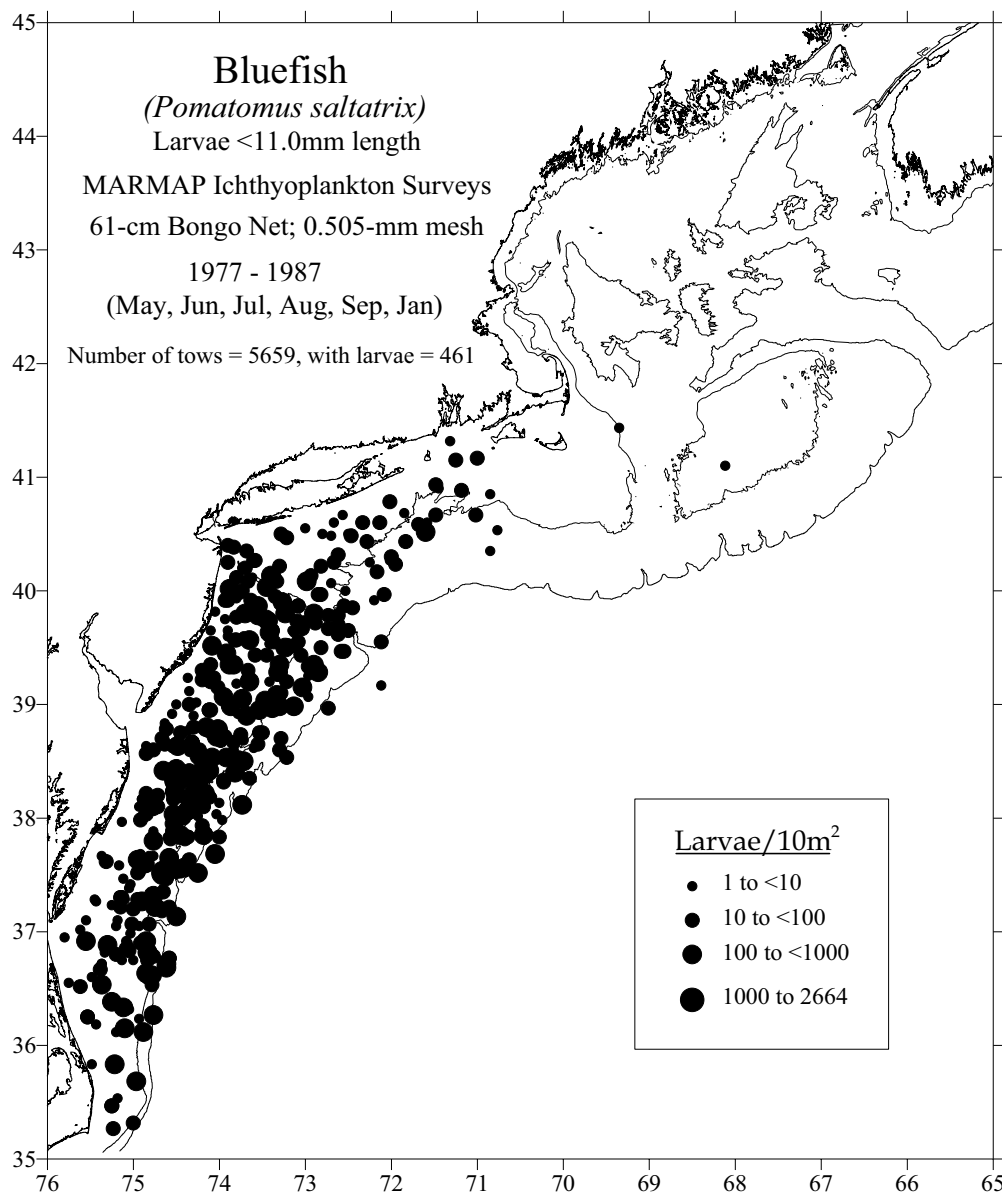 Bluefish
(Pomatomus saltatrix)
Larvae <11.0mm length
MARMAP Ichthyoplankton Surveys
61-cm Bongo Net; 0.505-mm mesh
1977 - 1987
(May, Jun, Jul, Aug, Sep, Jan)
Number of tows = 5659, with larvae = 461
45
44
43
42
41
40
39
38
37
36
35
Larvae/10m²
1 to <10
10 to <100
100 to <1000
1000 to 2664
76 75 74 73 72 71 70 69 68 67 66 65